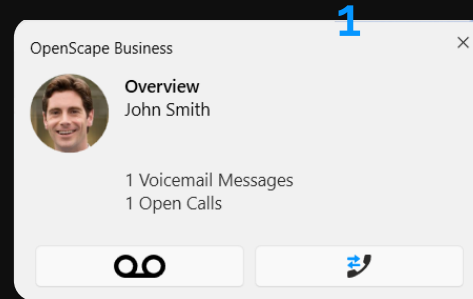 1
OpenScape Business
Overview
John Smith
1 Voicemail Messages
1 Open Calls